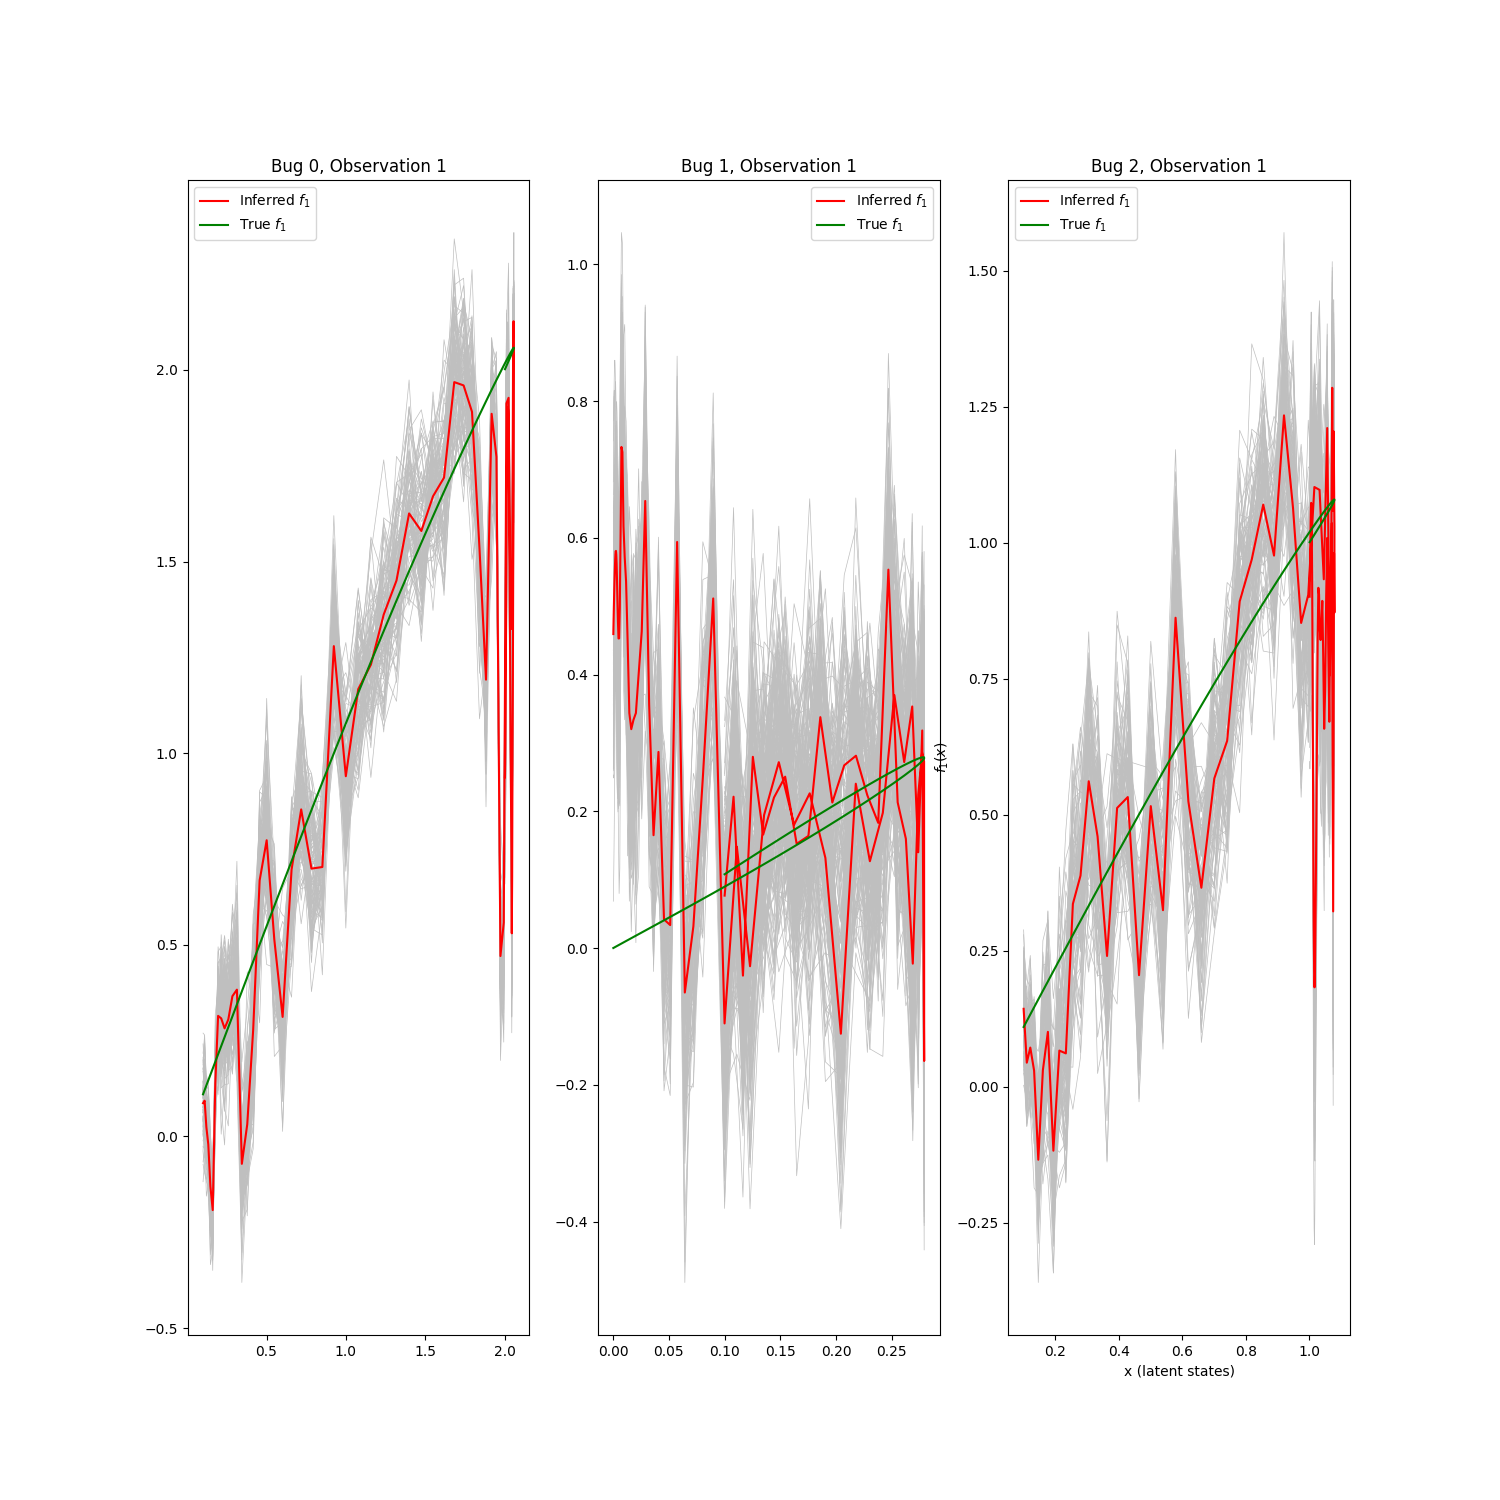 Bug 0, Observation 1
Inferred f₁
True f₁
2.0
1.5
1.0
0.5
0.0
−0.5
0.5 1.0 1.5 2.0
Bug 1, Observation 1
Inferred f₁
True f₁
1.0
0.8
0.6
0.4
0.2
0.0
−0.2
−0.4
0.00 0.05 0.10 0.15 0.20 0.25
Bug 2, Observation 1
Inferred f₁
True f₁
f₁(x)
1.50
1.25
1.00
0.75
0.50
0.25
0.00
−0.25
0.2 0.4 0.6 0.8 1.0
x (latent states)